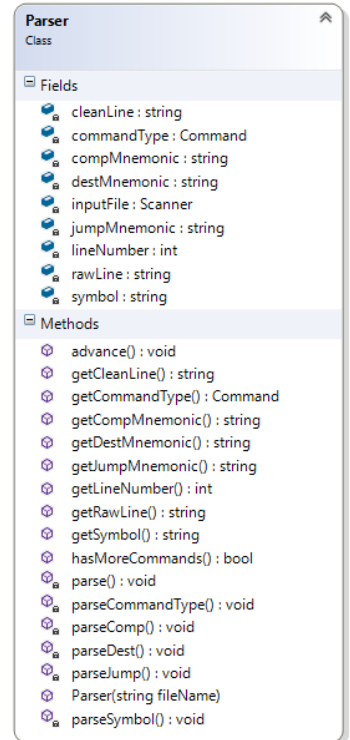 Parser
Class
Fields
cleanLine : string
commandType : Command
compMnemonic : string
destMnemonic : string
inputFile : Scanner
jumpMnemonic : string
lineNumber : int
rawLine : string
symbol : string
Methods
advance() : void
getCleanLine() : string
getCommandType() : Command
getCompMnemonic() : string
getDestMnemonic() : string
getJumpMnemonic() : string
getLineNumber() : int
getRawLine() : string
getSymbol() : string
hasMoreCommands() : bool
parse() : void
parseCommandType() : void
parseComp() : void
parseDest() : void
parseJump() : void
Parser(string fileName)
parseSymbol() : void